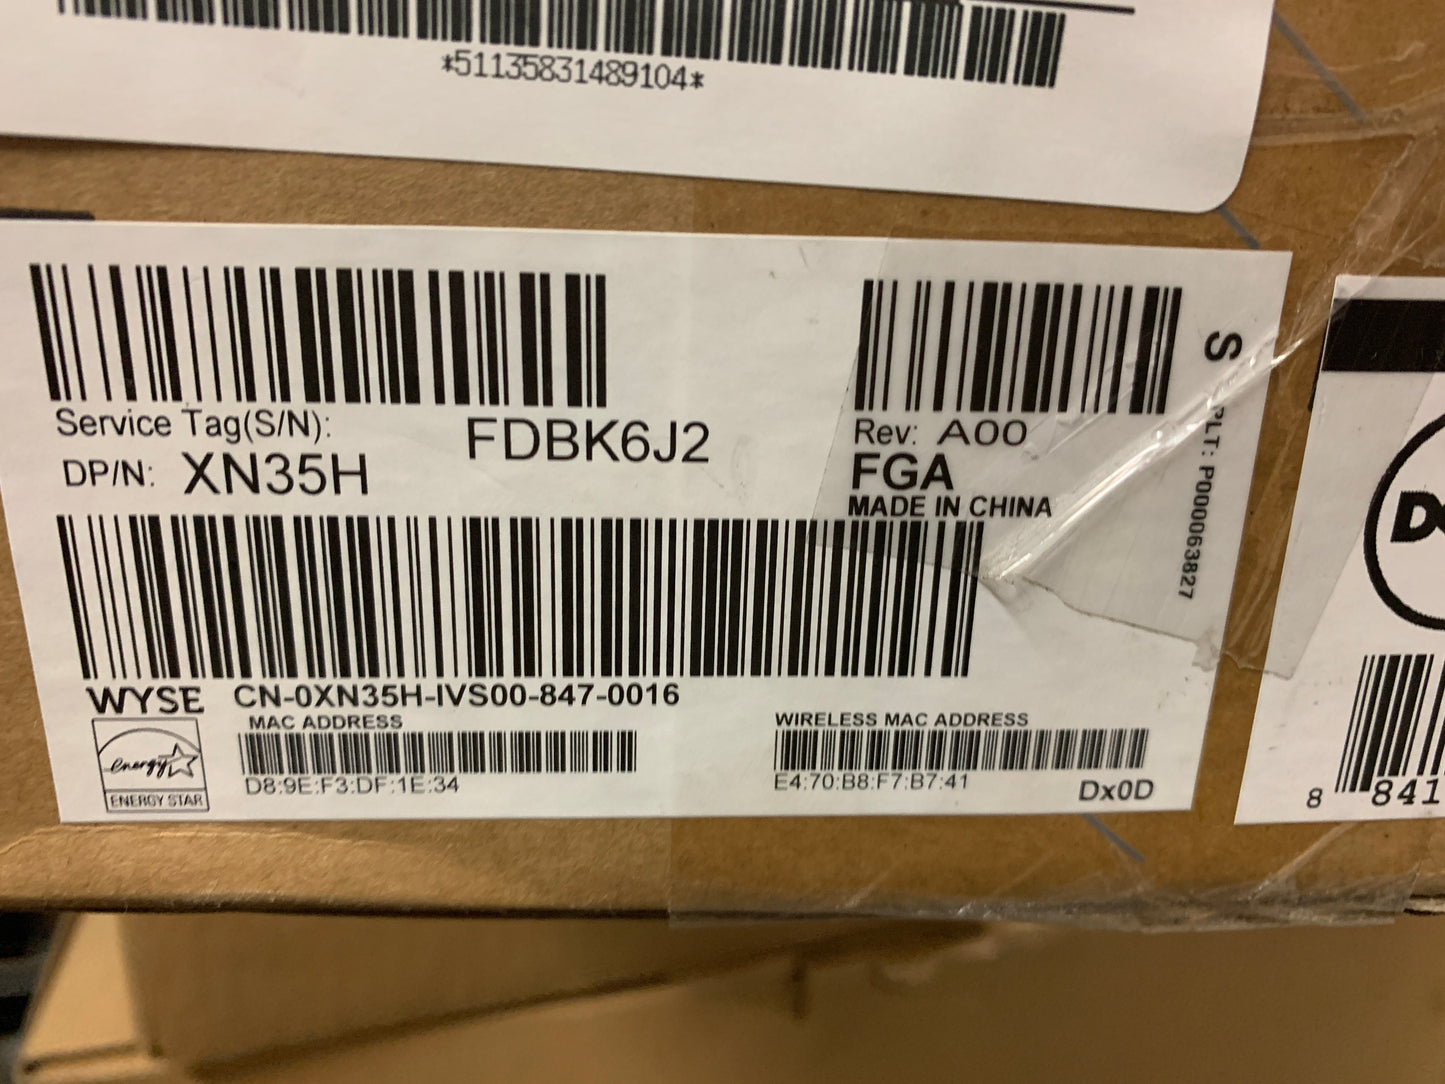 *51135831489104*
Service Tag(S/N):
FDBK6J2
DP/N: XN35H
Rev: A00
FGA
MADE IN CHINA
S
PLT: P000063827
WYSE CN-0XN35H-IVS00-847-0016
MAC ADDRESS
D8:9E:F3:DF:1E:34
WIRELESS MAC ADDRESS
E4:70:B8:F7:B7:41
Dx0D
energy
ENERGY STAR
8 841